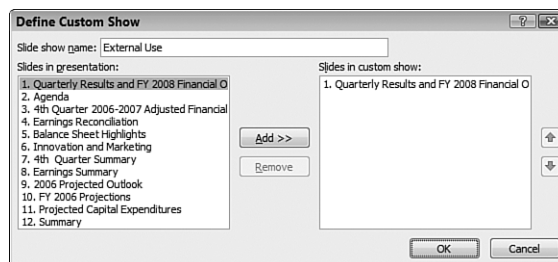 Define Custom Show
Slide show name: External Use
Slides in presentation:
Slides in custom show:
1. Quarterly Results and FY 2008 Financial O
2. Agenda
3. 4th Quarter 2006-2007 Adjusted Financial
4. Earnings Reconciliation
5. Balance Sheet Highlights
6. Innovation and Marketing
7. 4th Quarter Summary
8. Earnings Summary
9. 2006 Projected Outlook
10. FY 2006 Projections
11. Projected Capital Expenditures
12. Summary
Add >>
Remove
1. Quarterly Results and FY 2008 Financial O
OK
Cancel